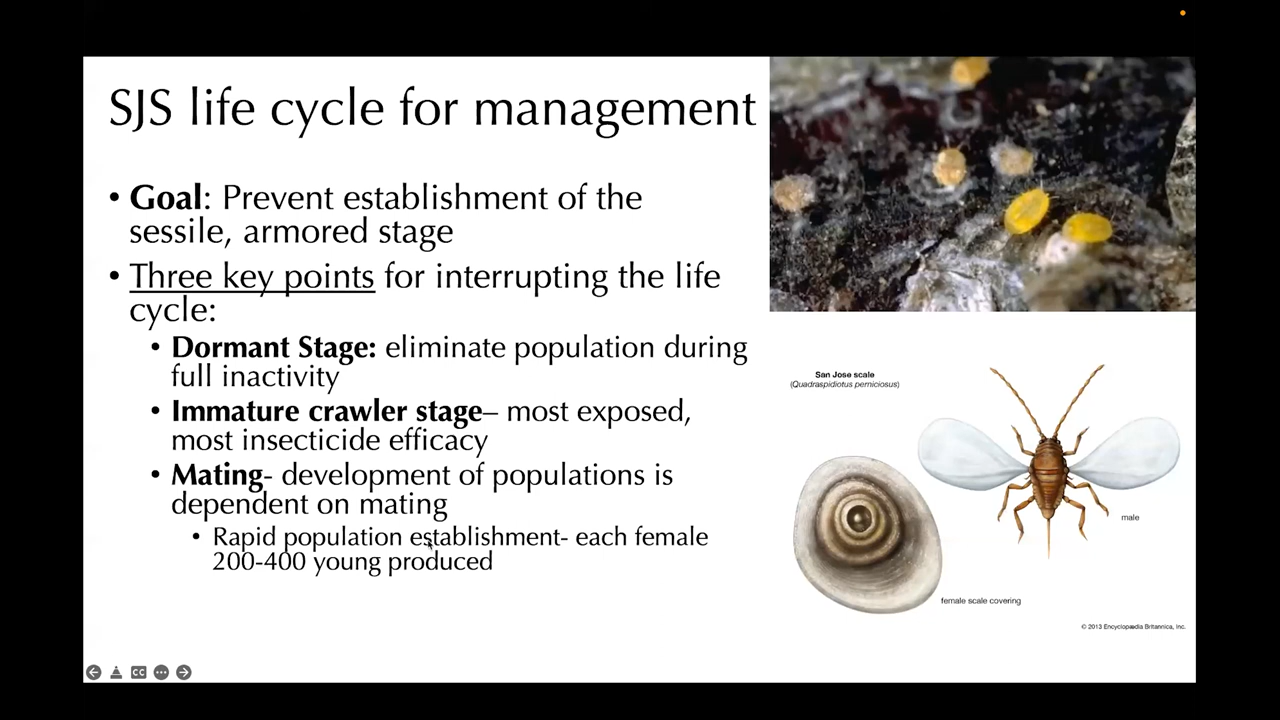 SJS life cycle for management
• Goal: Prevent establishment of the
sessile, armored stage
• Three key points for interrupting the life
cycle:
• Dormant Stage: eliminate population during
full inactivity
• Immature crawler stage– most exposed,
most insecticide efficacy
• Mating- development of populations is
dependent on mating
• Rapid population establishment- each female
200-400 young produced
San Jose scale
(Quadraspidiotus perniciosus)
male
female scale covering
© 2013 Encyclopædia Britannica, Inc.
CC